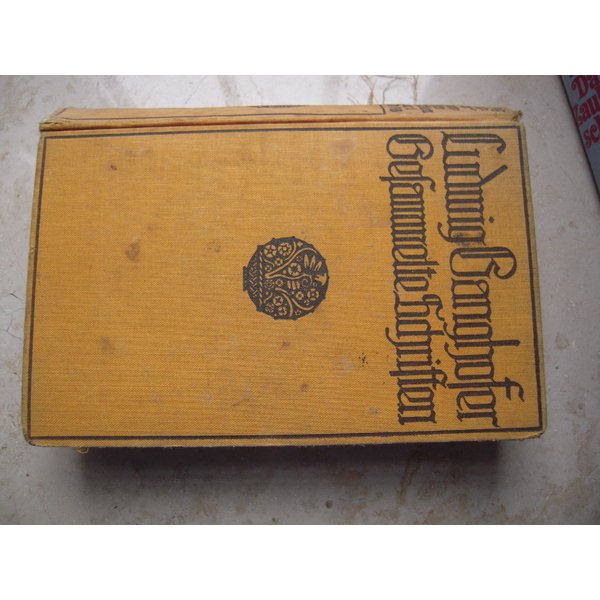 Ludwig Ganghofer
Gesammelte Schriften